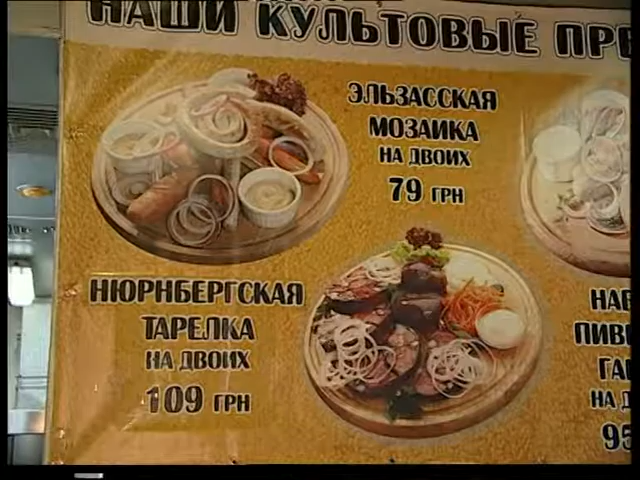 НАШИ КУЛЬТОВЫЕ
ЭЛЬЗАССКАЯ
МОЗАИКА
НА ДВОИХ
79 ГРН
НЮРНБЕРГСКАЯ
ТАРЕЛКА
НА ДВОИХ
109 ГРН